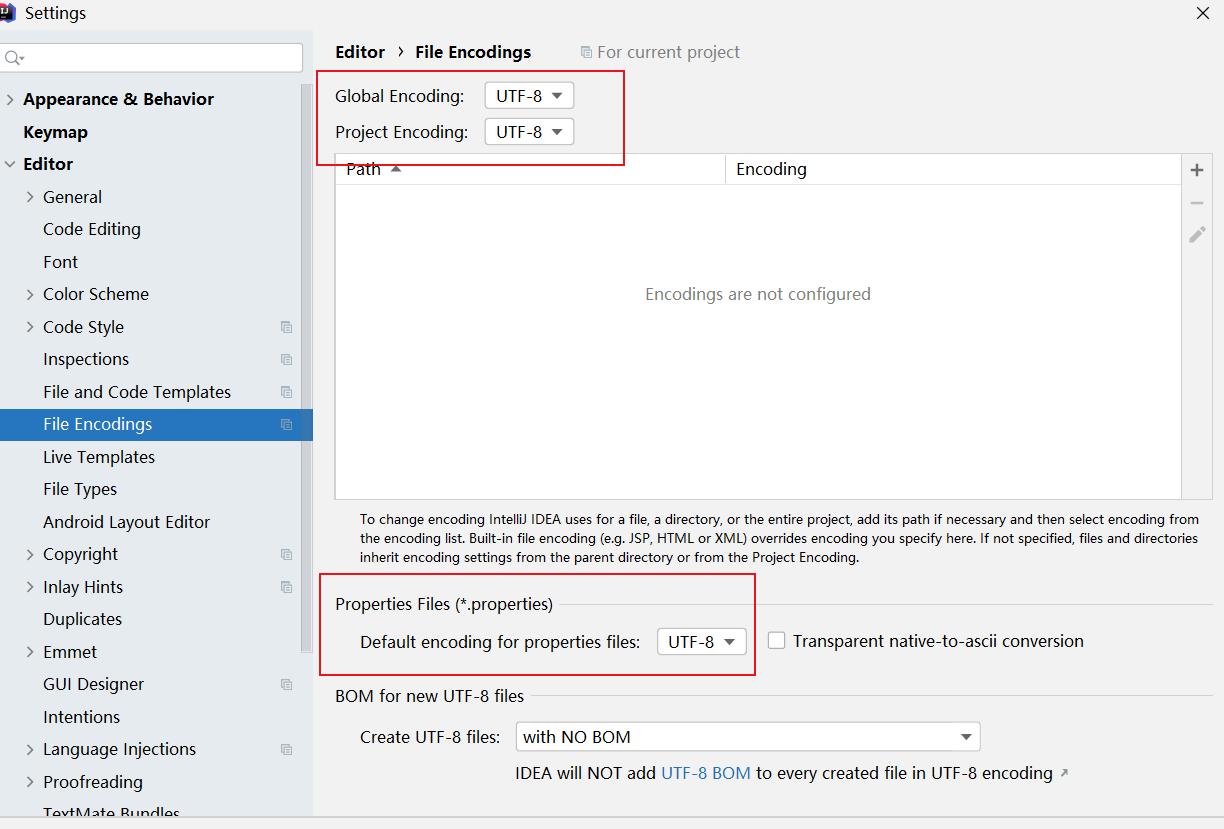 Settings
Editor › File Encodings For current project
Appearance & Behavior
Keymap
Editor
General
Code Editing
Font
Color Scheme
Code Style
Inspections
File and Code Templates
File Encodings
Live Templates
File Types
Android Layout Editor
Copyright
Inlay Hints
Duplicates
Emmet
GUI Designer
Intentions
Language Injections
Proofreading
TextMate Bundles
Global Encoding: UTF-8
Project Encoding: UTF-8
Path Encoding
Encodings are not configured
To change encoding IntelliJ IDEA uses for a file, a directory, or the entire project, add its path if necessary and then select encoding from
the encoding list. Built-in file encoding (e.g. JSP, HTML or XML) overrides encoding you specify here. If not specified, files and directories
inherit encoding settings from the parent directory or from the Project Encoding.
Properties Files (*.properties)
Default encoding for properties files: UTF-8 Transparent native-to-ascii conversion
BOM for new UTF-8 files
Create UTF-8 files: with NO BOM
IDEA will NOT add UTF-8 BOM to every created file in UTF-8 encoding ↗